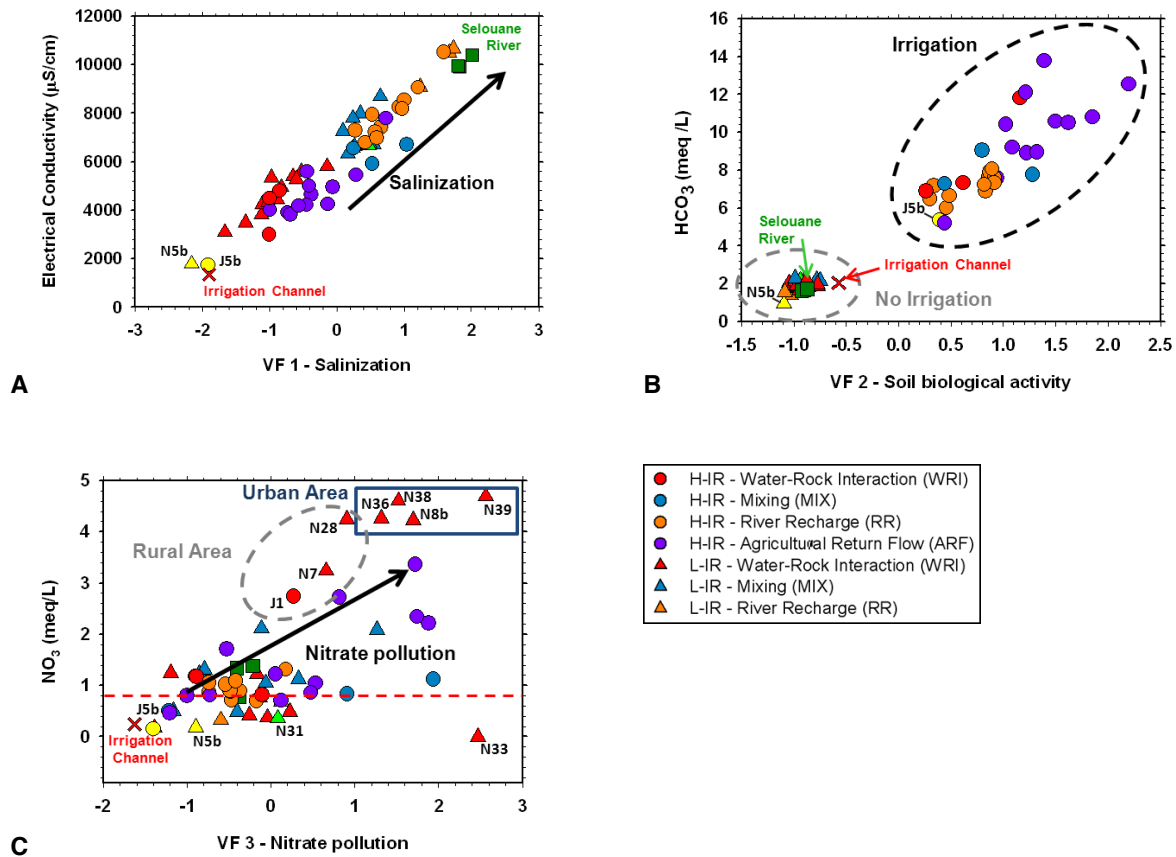 12000
10000
8000
6000
4000
2000
0
Electrical Conductivity (µS/cm)
Selouane
River
Salinization
N5b
J5b
Irrigation Channel
-3 -2 -1 0 1 2 3
VF 1 - Salinization
A
16
14
12
10
8
6
4
2
0
HCO3 (meq /L)
Irrigation
J5b
Selouane
River
Irrigation Channel
N5b
No Irrigation
-1.5 -1.0 -0.5 0.0 0.5 1.0 1.5 2.0 2.5
VF 2 - Soil biological activity
B
5
4
3
2
1
0
NO3 (meq/L)
Urban Area
N36 N38
N8b N39
N28
Rural Area
N7
J1
Nitrate pollution
J5b
Irrigation
Channel
N5b
N31
N33
-2 -1 0 1 2 3
VF 3 - Nitrate pollution
C
H-IR - Water-Rock Interaction (WRI)
H-IR - Mixing (MIX)
H-IR - River Recharge (RR)
H-IR - Agricultural Return Flow (ARF)
L-IR - Water-Rock Interaction (WRI)
L-IR - Mixing (MIX)
L-IR - River Recharge (RR)